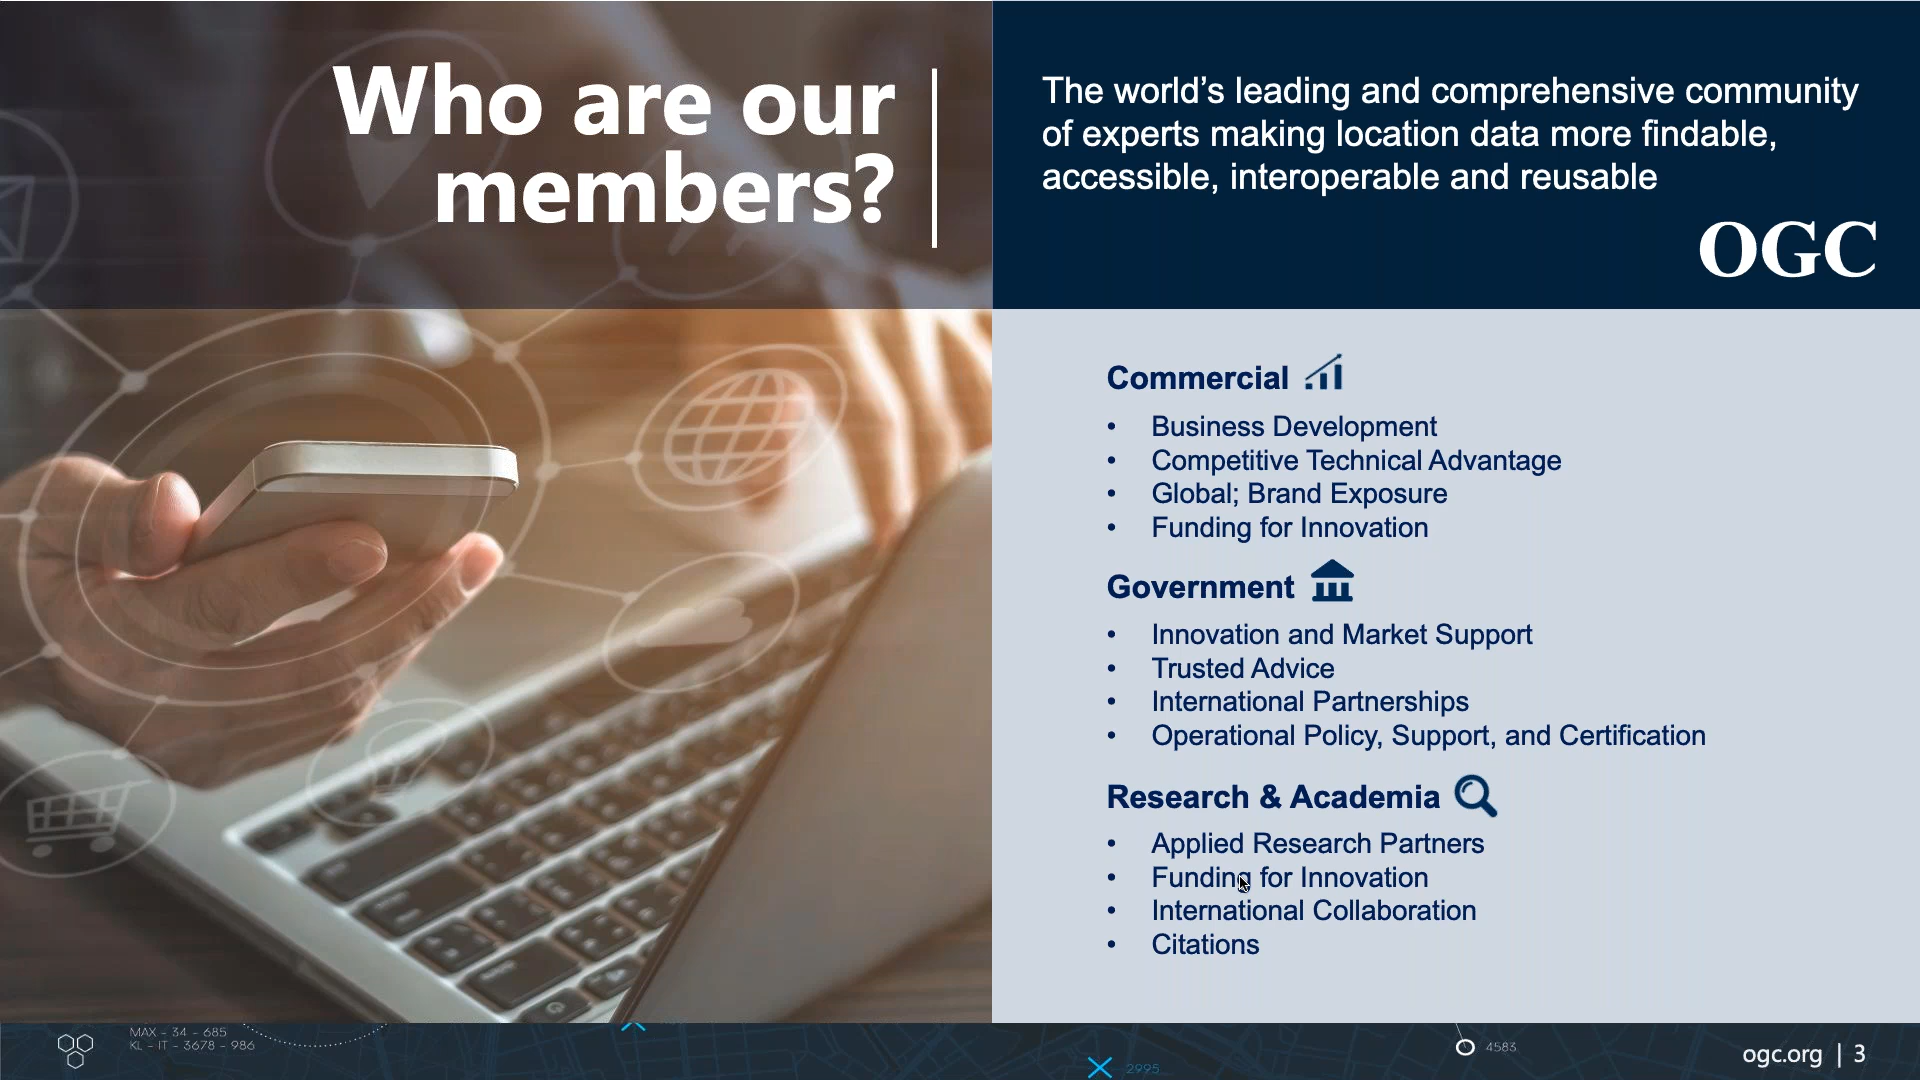 Who are our
members?
The world’s leading and comprehensive community
of experts making location data more findable,
accessible, interoperable and reusable
OGC
Commercial
• Business Development
• Competitive Technical Advantage
• Global; Brand Exposure
• Funding for Innovation
Government
• Innovation and Market Support
• Trusted Advice
• International Partnerships
• Operational Policy, Support, and Certification
Research & Academia
• Applied Research Partners
• Funding for Innovation
• International Collaboration
• Citations
MAX - 34 - 685
KL - IT - 3678 - 986
2995
4583
ogc.org | 3